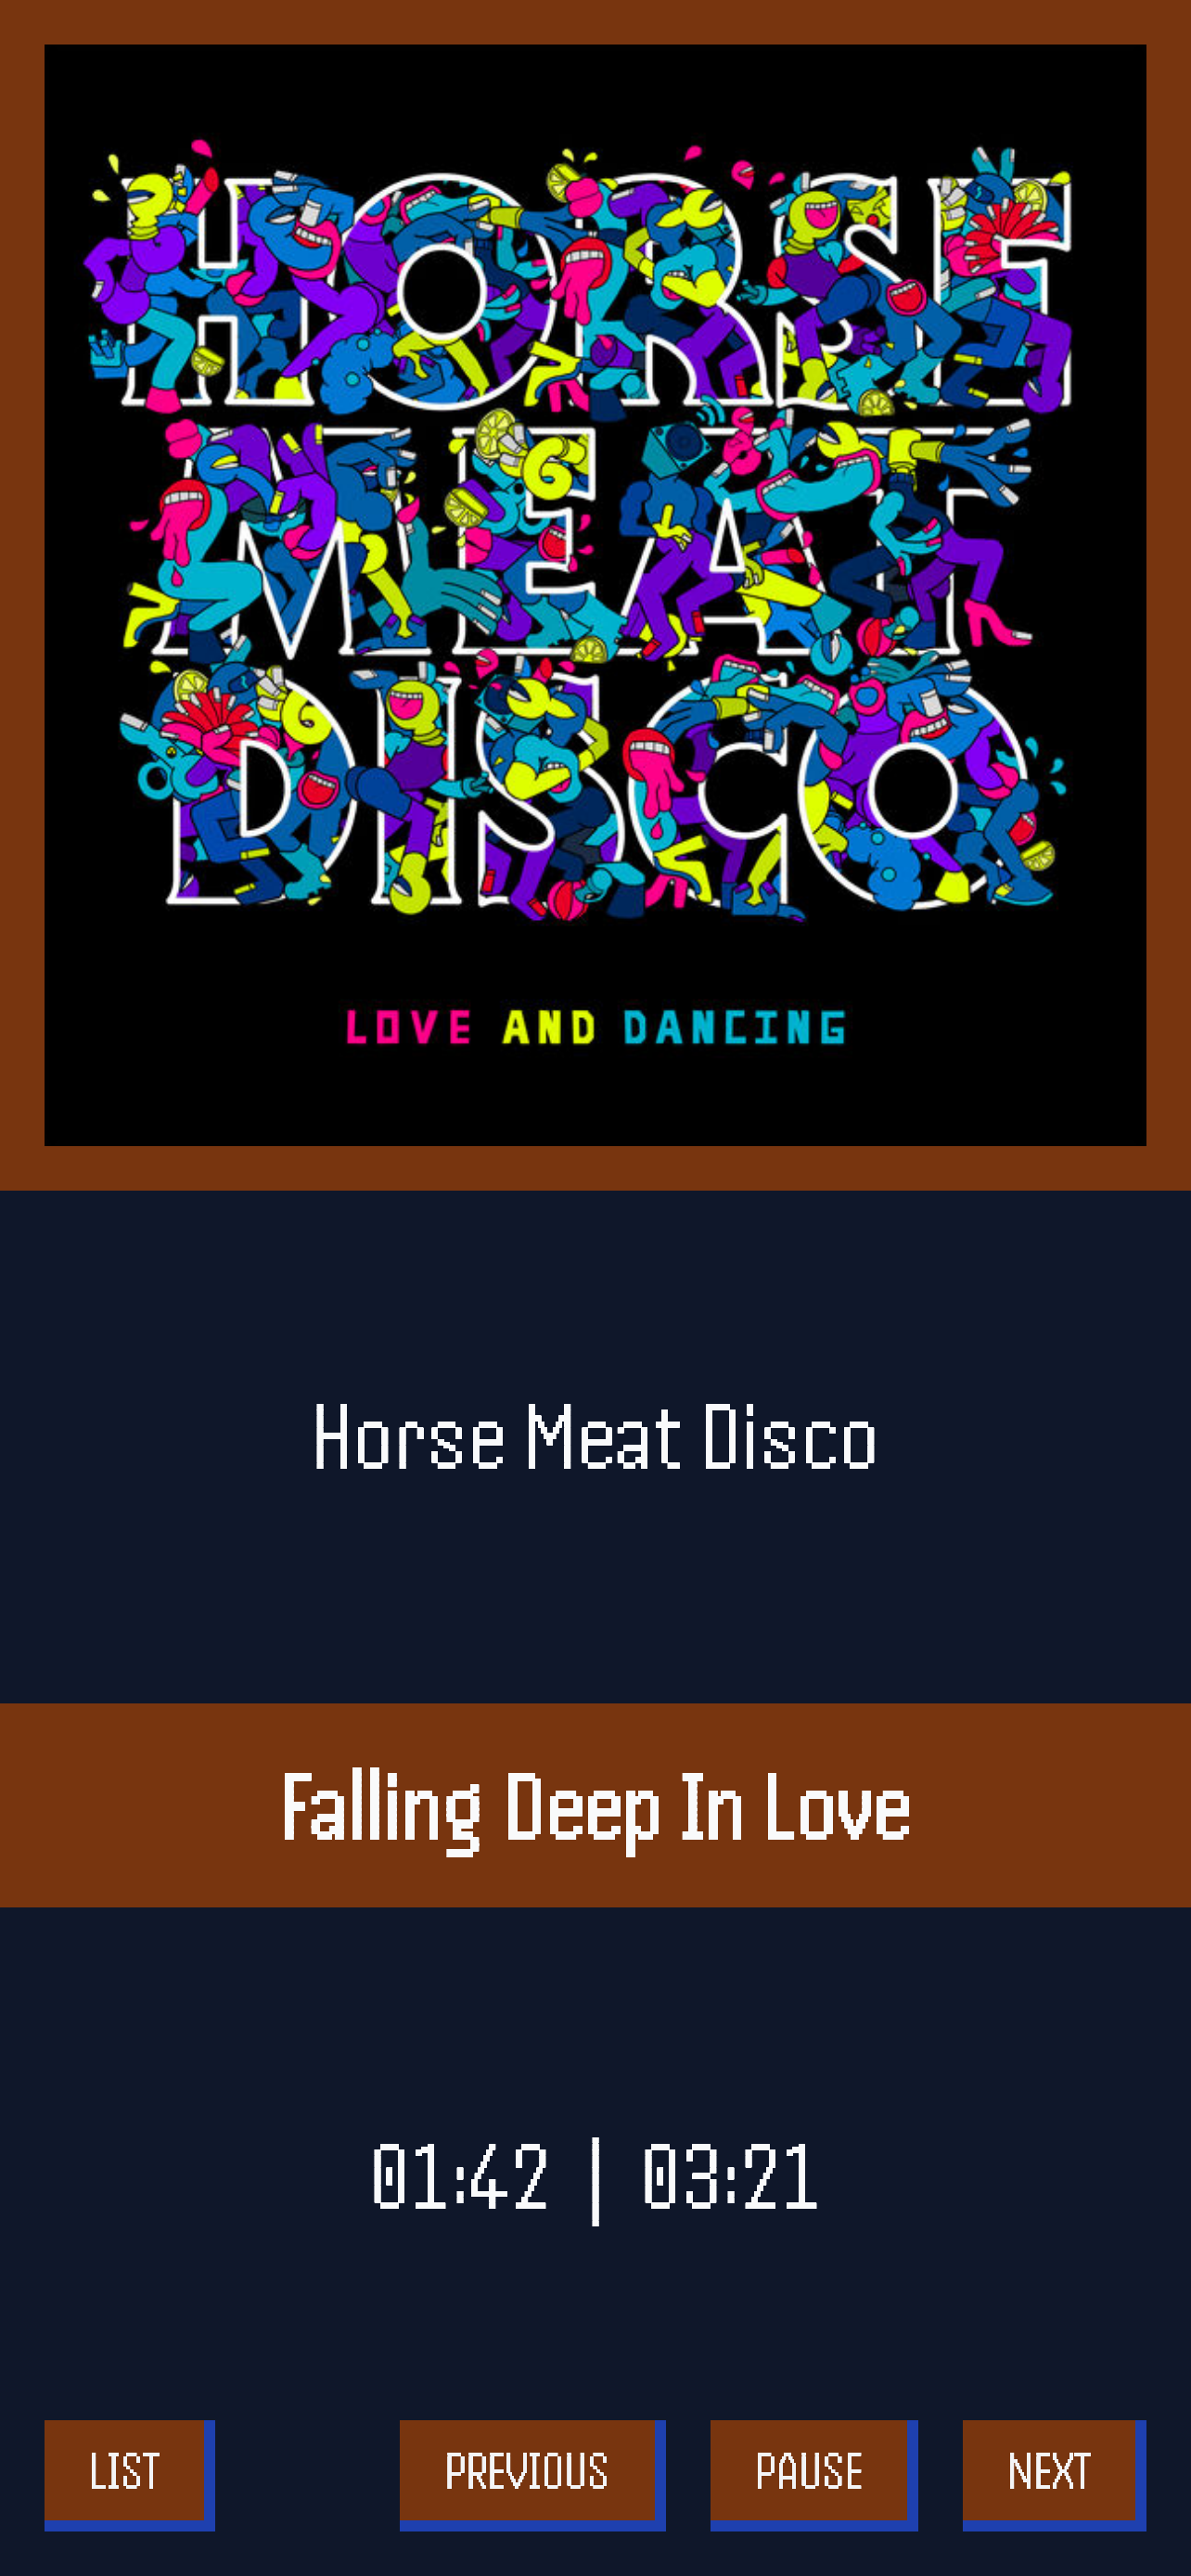 HORSE
MEAT
DISCO
LOVE AND DANCING
Horse Meat Disco
Falling Deep In Love
01:42 | 03:21
LIST
PREVIOUS
PAUSE
NEXT